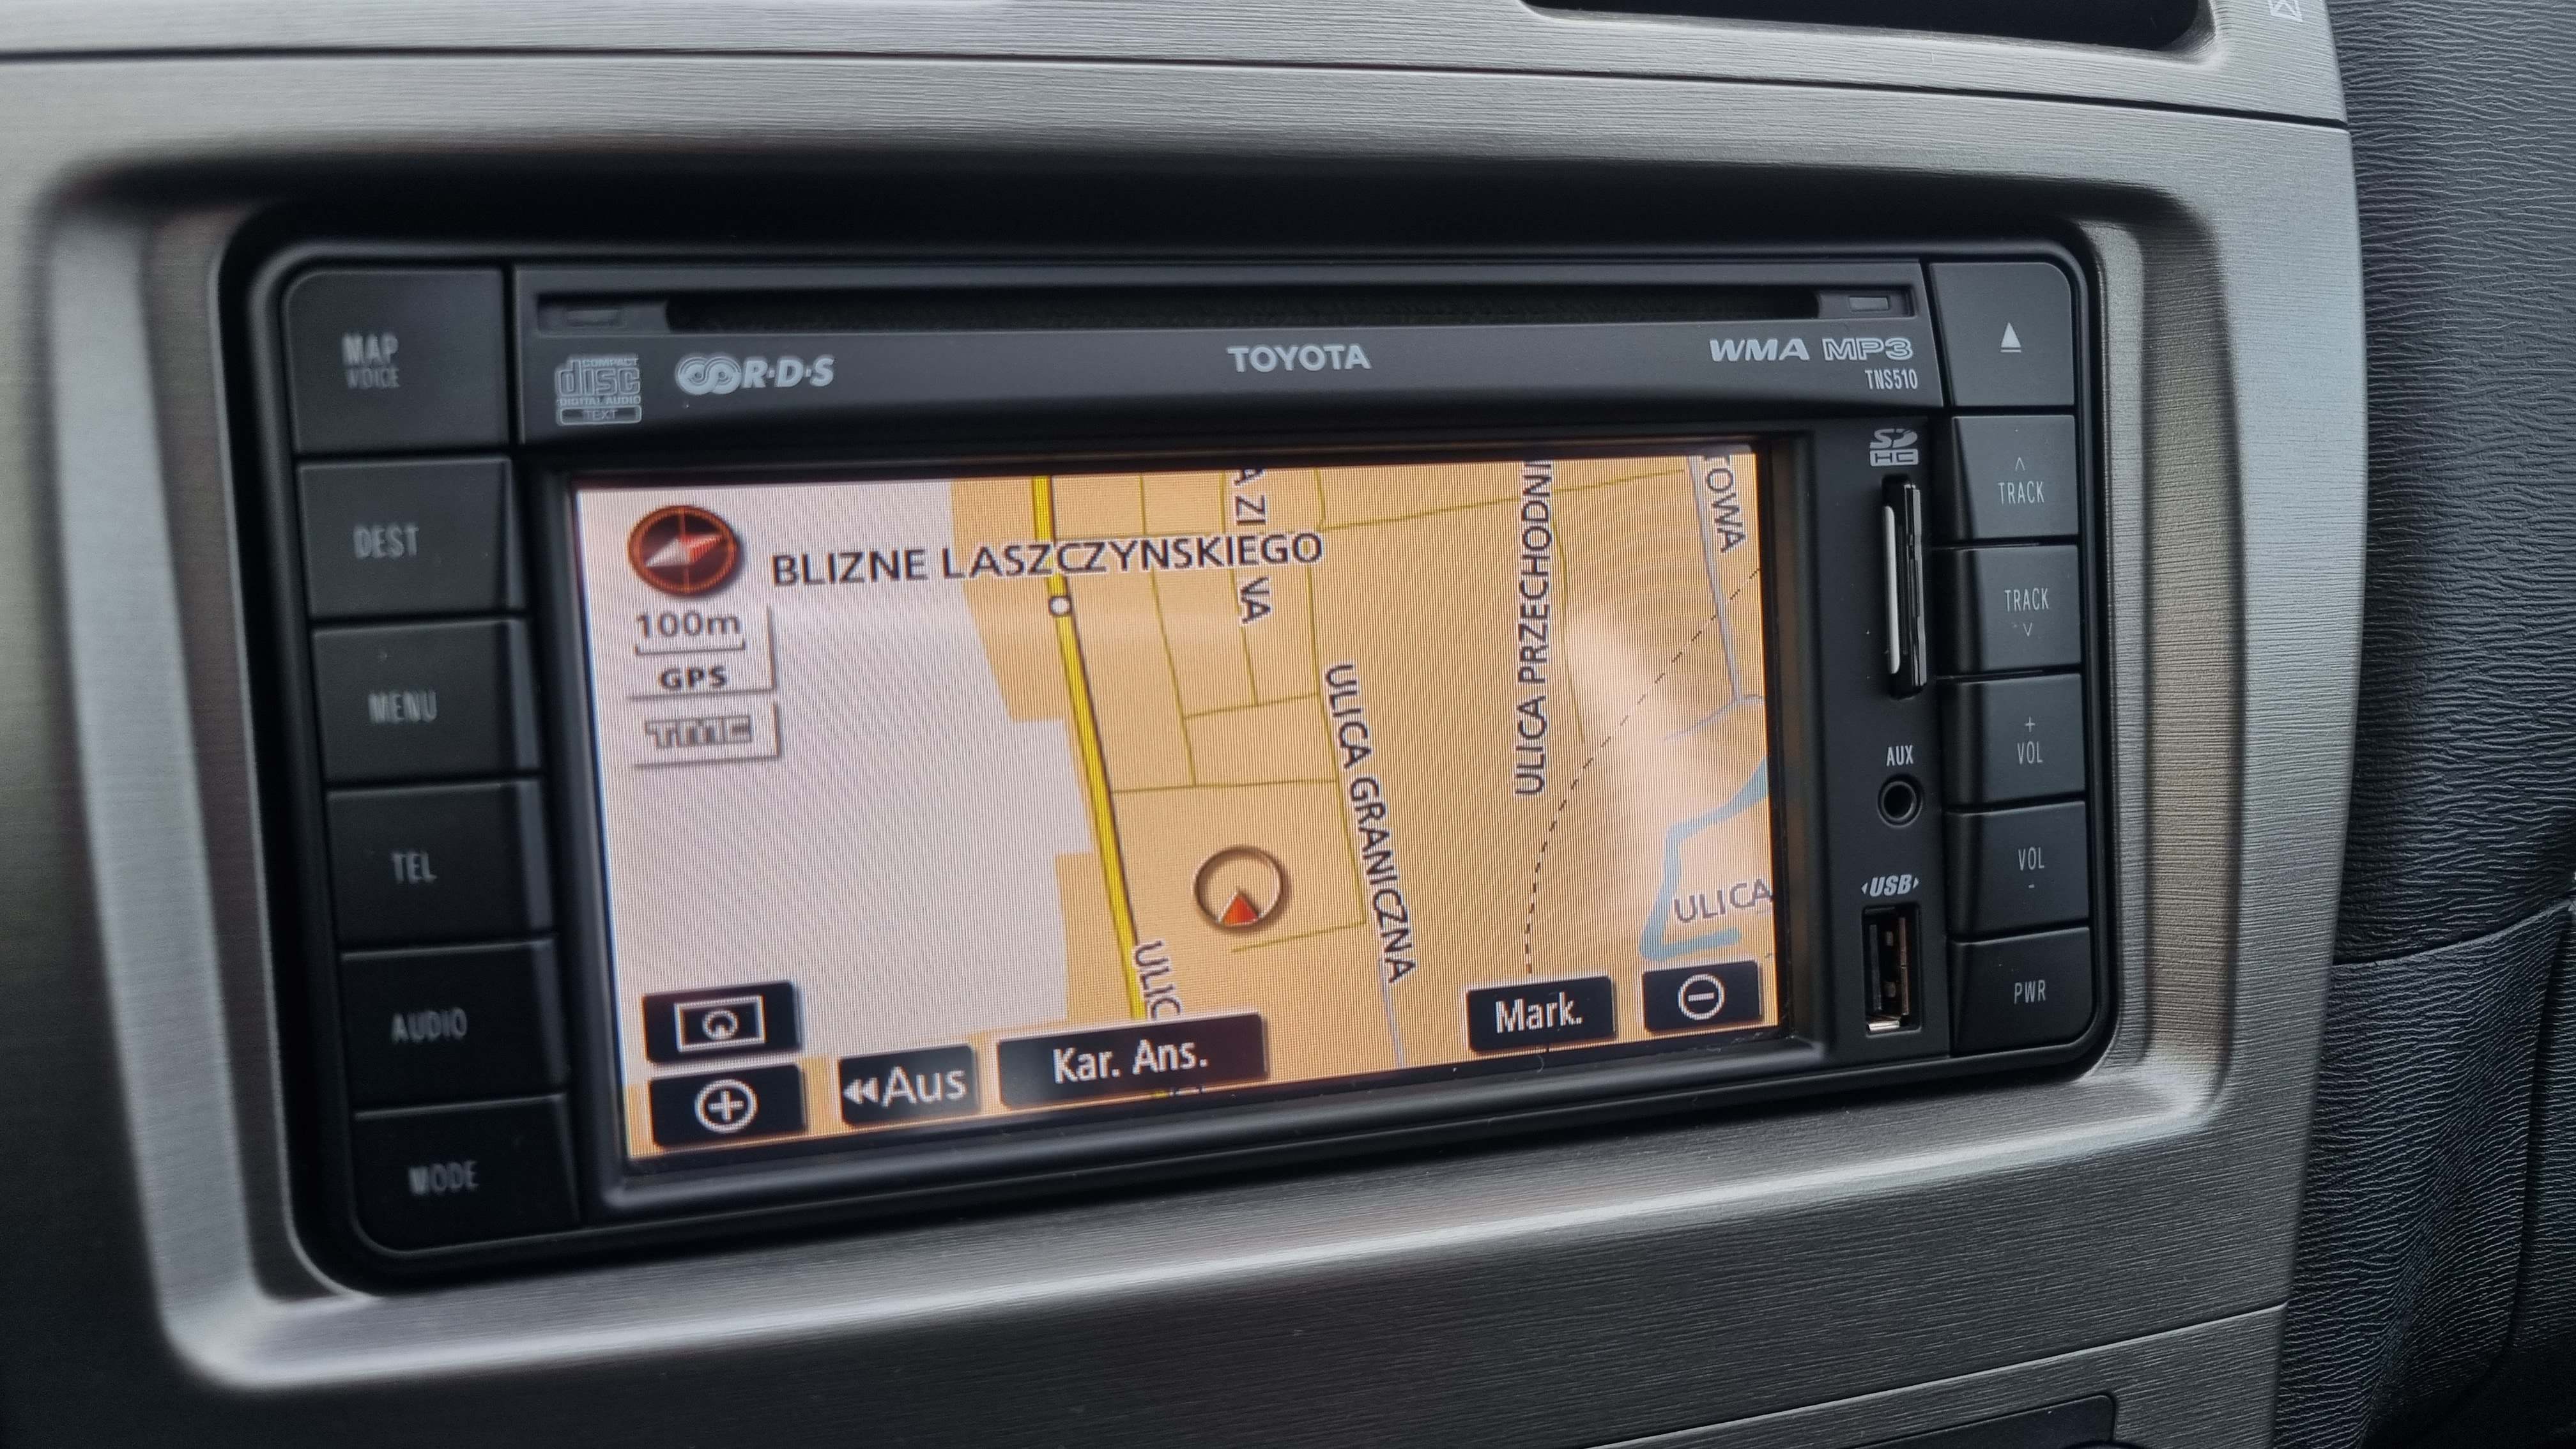 MAP
VOICE
DEST
MENU
TEL
AUDIO
MODE
COMPACT
disc
DIGITAL AUDIO
TEXT
R·D·S
TOYOTA
WMA MP3
TNS510
BLIZNE LASZCZYNSKIEGO
100m
GPS
TMC
A ZI
VA
ULICA GRANICZNA
ULICA PRZECHODNI
TOWA
ULICA
ULIC
Aus
Kar. Ans.
Mark.
SD
HC
AUX
USB
TRACK
TRACK
+
VOL
VOL
-
PWR